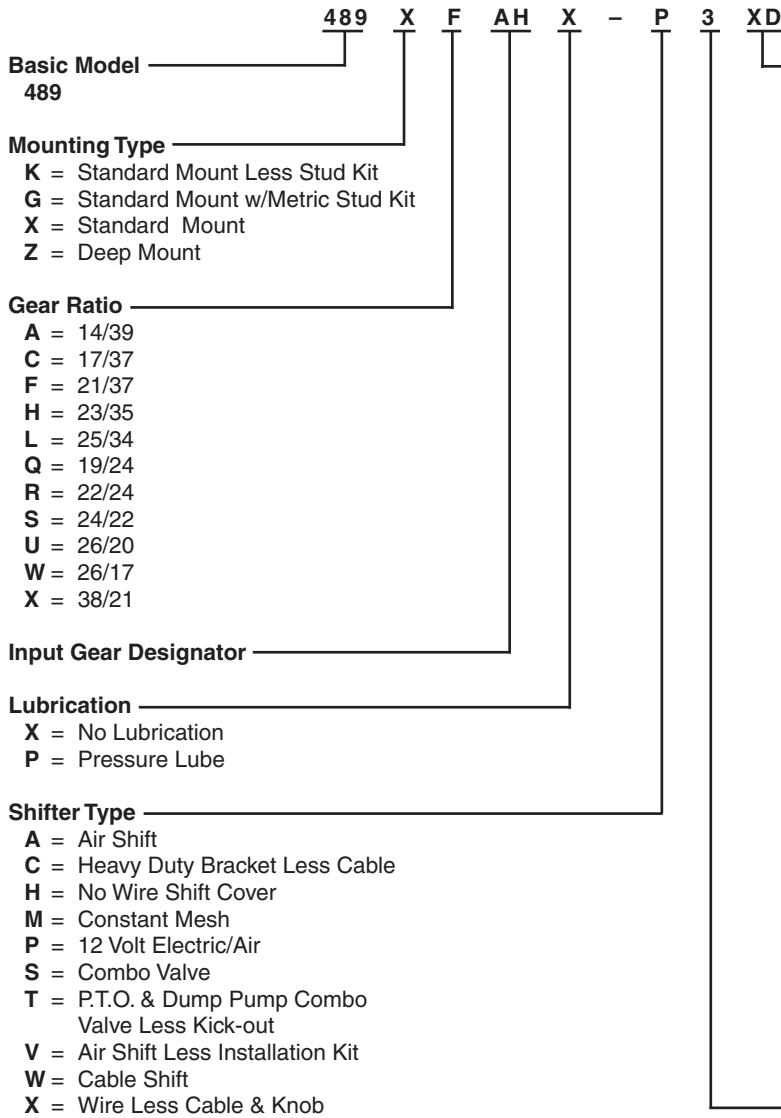 489 X F AH X – P 3 XD
Basic Model
489
Mounting Type
K = Standard Mount Less Stud Kit
G = Standard Mount w/Metric Stud Kit
X = Standard Mount
Z = Deep Mount
Gear Ratio
A = 14/39
C = 17/37
F = 21/37
H = 23/35
L = 25/34
Q = 19/24
R = 22/24
S = 24/22
U = 26/20
W = 26/17
X = 38/21
Input Gear Designator
Lubrication
X = No Lubrication
P = Pressure Lube
Shifter Type
A = Air Shift
C = Heavy Duty Bracket Less Cable
H = No Wire Shift Cover
M = Constant Mesh
P = 12 Volt Electric/Air
S = Combo Valve
T = P.T.O. & Dump Pump Combo
Valve Less Kick-out
V = Air Shift Less Installation Kit
W = Cable Shift
X = Wire Less Cable & Knob